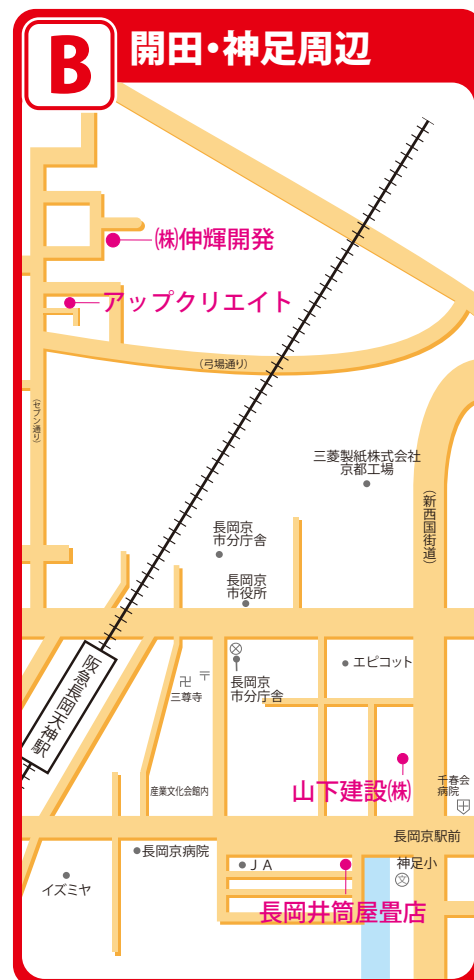 B
開田・神足周辺
㈱伸輝開発
アップクリエイト
(弓場通り)
(セブン通り)
三菱製紙株式会社
京都工場
(新西国街道)
長岡京
市分庁舎
長岡京
市役所
阪急長岡天神駅
卍
〒
三尊寺
長岡京
市分庁舎
エピコット
産業文化会館内
山下建設㈱
千春会
病院
長岡京駅前
長岡京病院
JA
神足小
文
イズミヤ
長岡井筒屋畳店